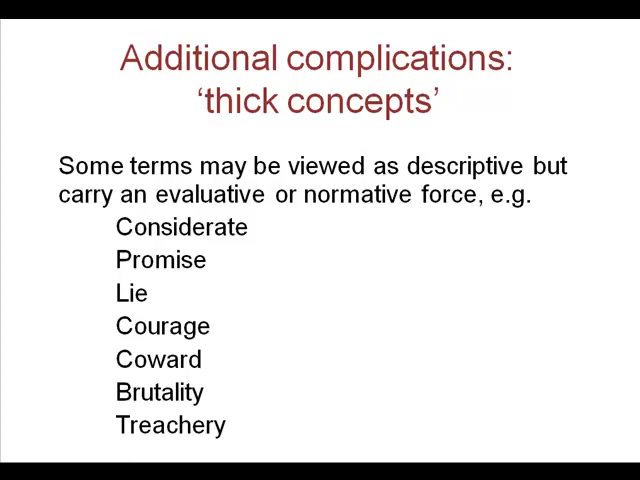 Additional complications:
‘thick concepts’
Some terms may be viewed as descriptive but
carry an evaluative or normative force, e.g.
Considerate
Promise
Lie
Courage
Coward
Brutality
Treachery